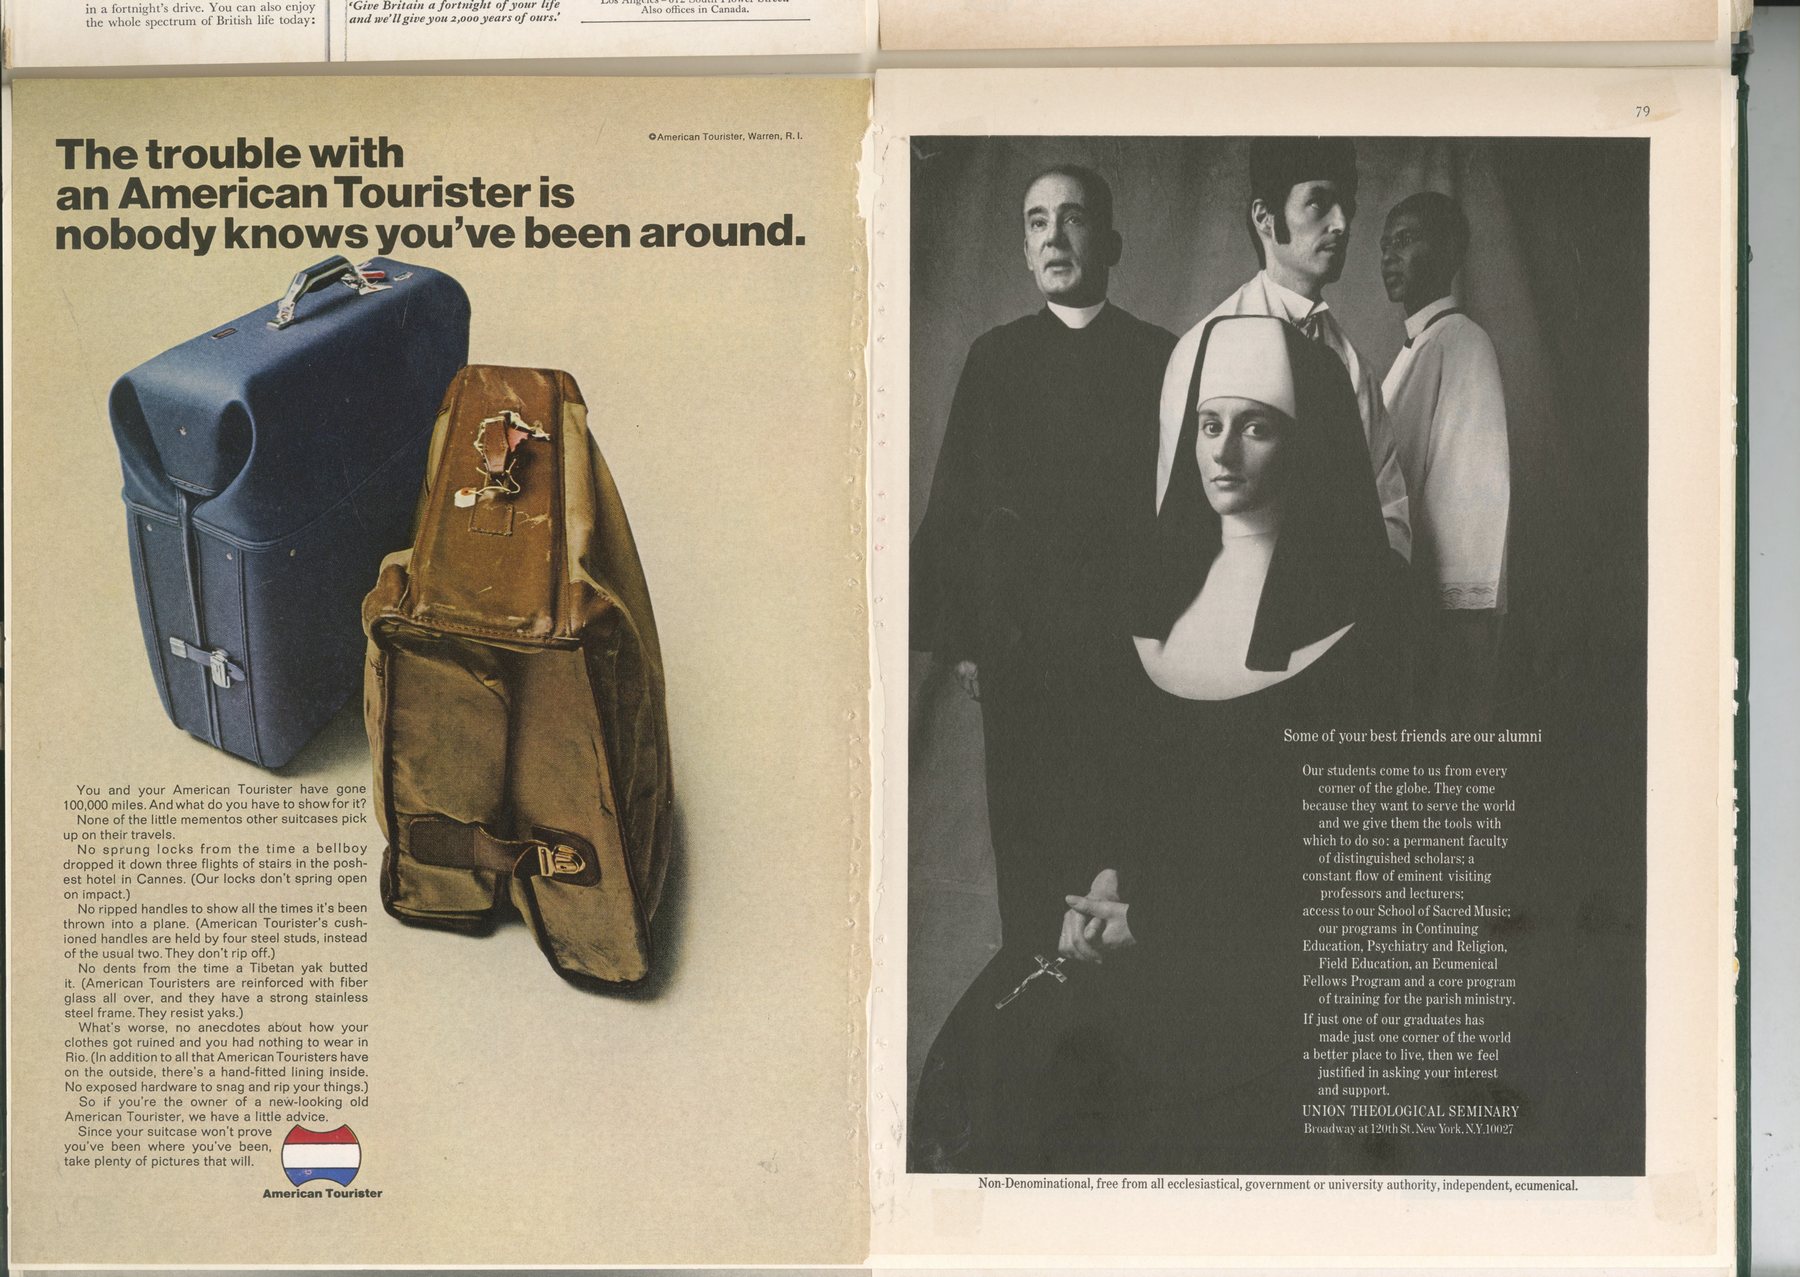 in a fortnight's drive. You can also enjoy
the whole spectrum of British life today:
'Give Britain a fortnight of your life
and we'll give you 2,000 years of ours.'
Also offices in Canada.
The trouble with
an American Tourister is
nobody knows you've been around.
©American Tourister, Warren, R. I.
You and your American Tourister have gone
100,000 miles. And what do you have to show for it?
None of the little mementos other suitcases pick
up on their travels.
No sprung locks from the time a bellboy
dropped it down three flights of stairs in the posh-
est hotel in Cannes. (Our locks don't spring open
on impact.)
No ripped handles to show all the times it's been
thrown into a plane. (American Tourister's cush-
ioned handles are held by four steel studs, instead
of the usual two. They don't rip off.)
No dents from the time a Tibetan yak butted
it. (American Touristers are reinforced with fiber
glass all over, and they have a strong stainless
steel frame. They resist yaks.)
What's worse, no anecdotes about how your
clothes got ruined and you had nothing to wear in
Rio. (In addition to all that American Touristers have
on the outside, there's a hand-fitted lining inside.
No exposed hardware to snag and rip your things.)
So if you're the owner of a new-looking old
American Tourister, we have a little advice.
Since your suitcase won't prove
you've been where you've been,
take plenty of pictures that will.
American Tourister
79
Some of your best friends are our alumni
Our students come to us from every
corner of the globe. They come
because they want to serve the world
and we give them the tools with
which to do so: a permanent faculty
of distinguished scholars; a
constant flow of eminent visiting
professors and lecturers;
access to our School of Sacred Music;
our programs in Continuing
Education, Psychiatry and Religion,
Field Education, an Ecumenical
Fellows Program and a core program
of training for the parish ministry.
If just one of our graduates has
made just one corner of the world
a better place to live, then we feel
justified in asking your interest
and support.
UNION THEOLOGICAL SEMINARY
Broadway at 120th St. New York, N.Y. 10027
Non-Denominational, free from all ecclesiastical, government or university authority, independent, ecumenical.